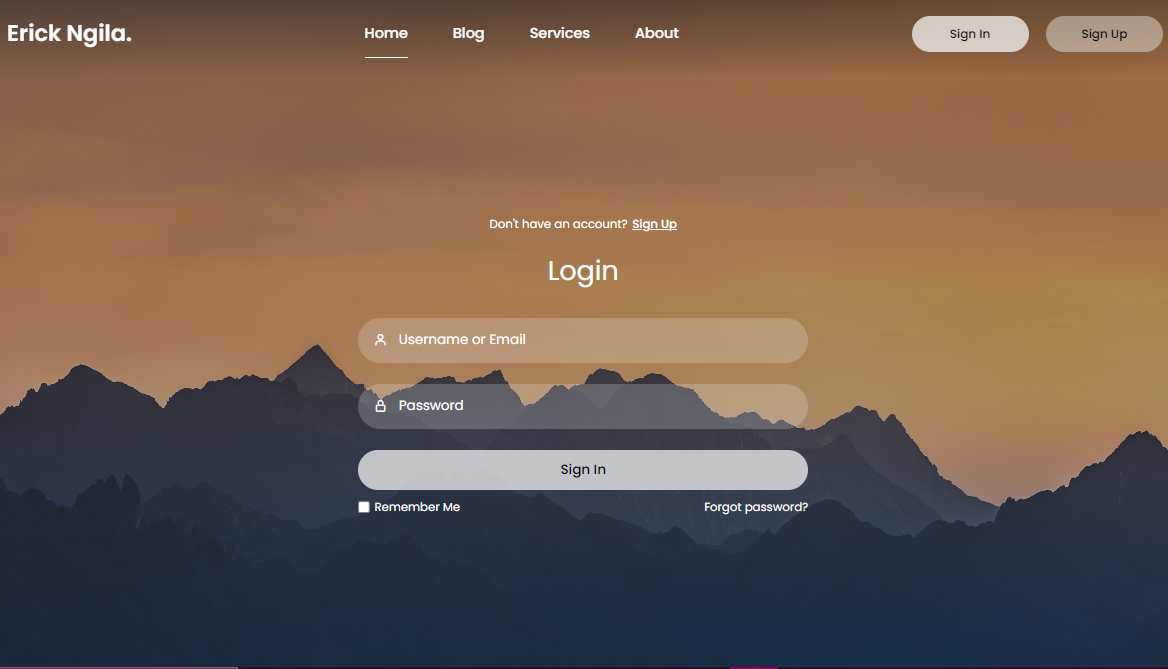 Erick Ngila.
Home Blog Services About
Sign In Sign Up
Don't have an account? Sign Up
Login
Username or Email
Password
Sign In
Remember Me Forgot password?